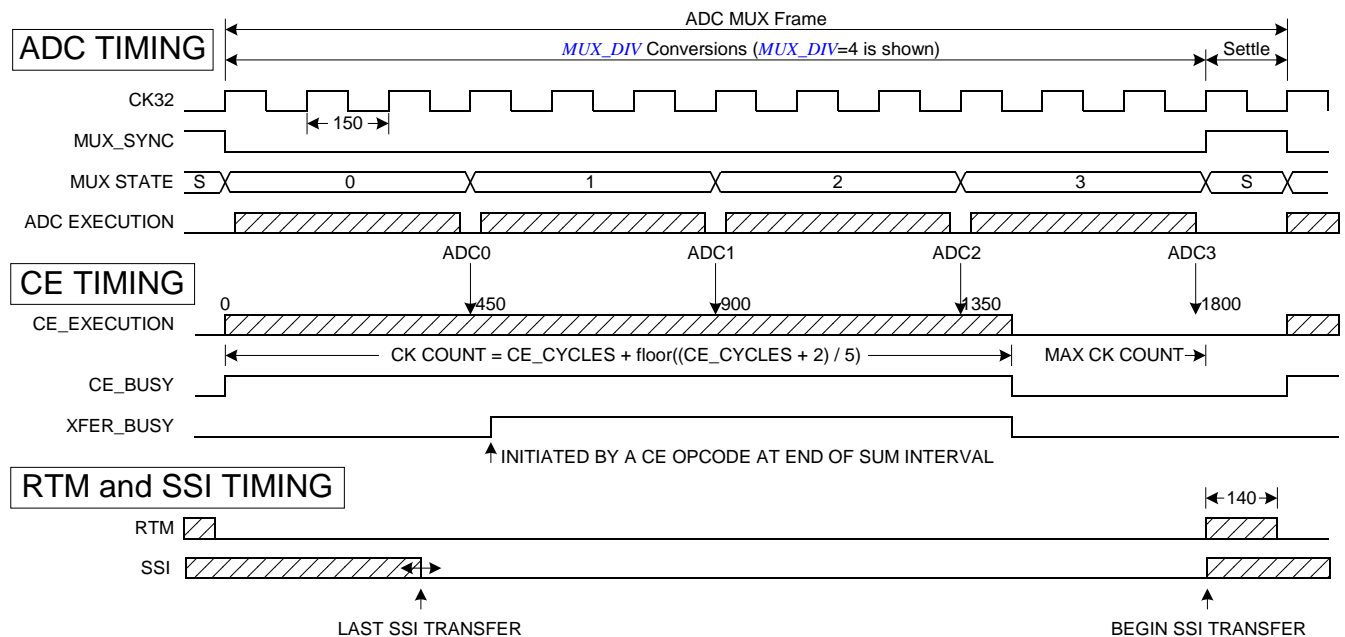 ADC MUX Frame
ADC TIMING
MUX_DIV Conversions (MUX_DIV=4 is shown)
Settle
CK32
150
MUX_SYNC
MUX STATE
S
0
1
2
3
S
ADC EXECUTION
ADC0
ADC1
ADC2
ADC3
CE TIMING
0
450
900
1350
1800
CE_EXECUTION
CK COUNT = CE_CYCLES + floor((CE_CYCLES + 2) / 5)
MAX CK COUNT
CE_BUSY
XFER_BUSY
INITIATED BY A CE OPCODE AT END OF SUM INTERVAL
RTM and SSI TIMING
140
RTM
SSI
LAST SSI TRANSFER
BEGIN SSI TRANSFER